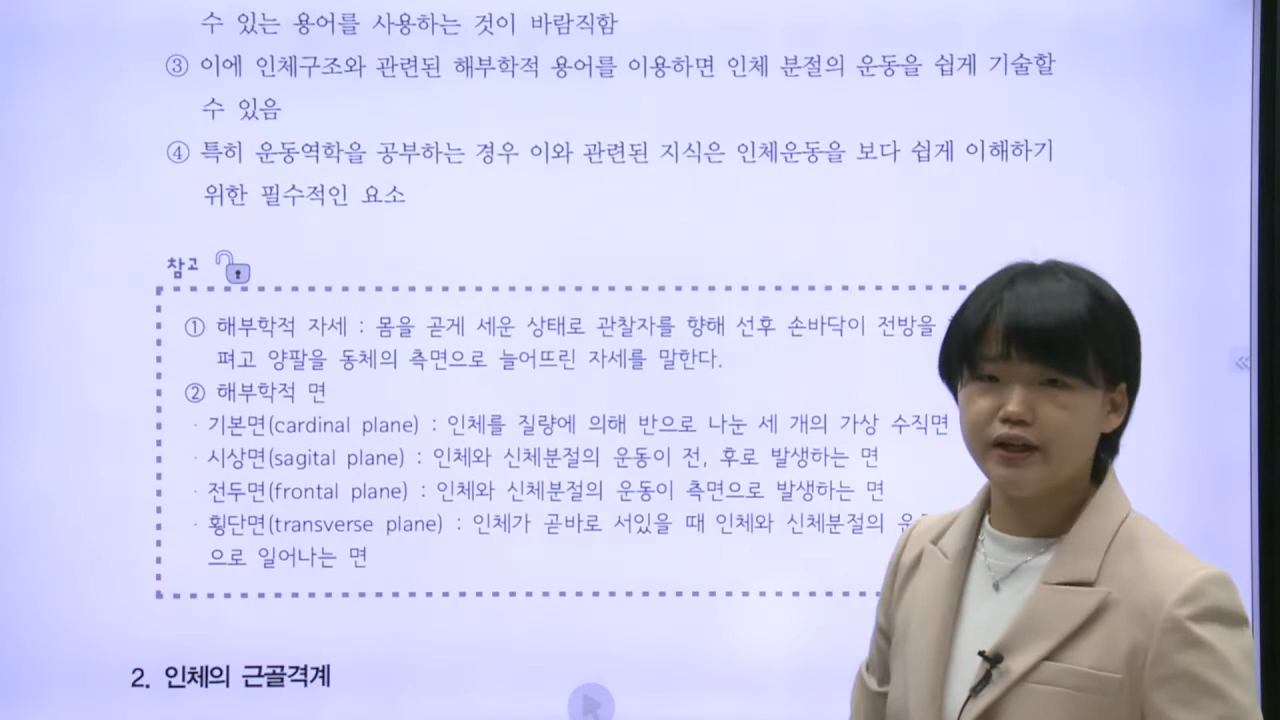 수 있는 용어를 사용하는 것이 바람직함
③ 이에 인체구조와 관련된 해부학적 용어를 이용하면 인체 분절의 운동을 쉽게 기술할
수 있음
④ 특히 운동역학을 공부하는 경우 이와 관련된 지식은 인체운동을 보다 쉽게 이해하기
위한 필수적인 요소
참고
① 해부학적 자세 : 몸을 곧게 세운 상태로 관찰자를 향해 선후 손바닥이 전방을
펴고 양팔을 동체의 측면으로 늘어뜨린 자세를 말한다.
② 해부학적 면
· 기본면(cardinal plane) : 인체를 질량에 의해 반으로 나눈 세 개의 가상 수직면
· 시상면(sagital plane) : 인체와 신체분절의 운동이 전, 후로 발생하는 면
· 전두면(frontal plane) : 인체와 신체분절의 운동이 측면으로 발생하는 면
· 횡단면(transverse plane) : 인체가 곧바로 서있을 때 인체와 신체분절의
으로 일어나는 면
2. 인체의 근골격계